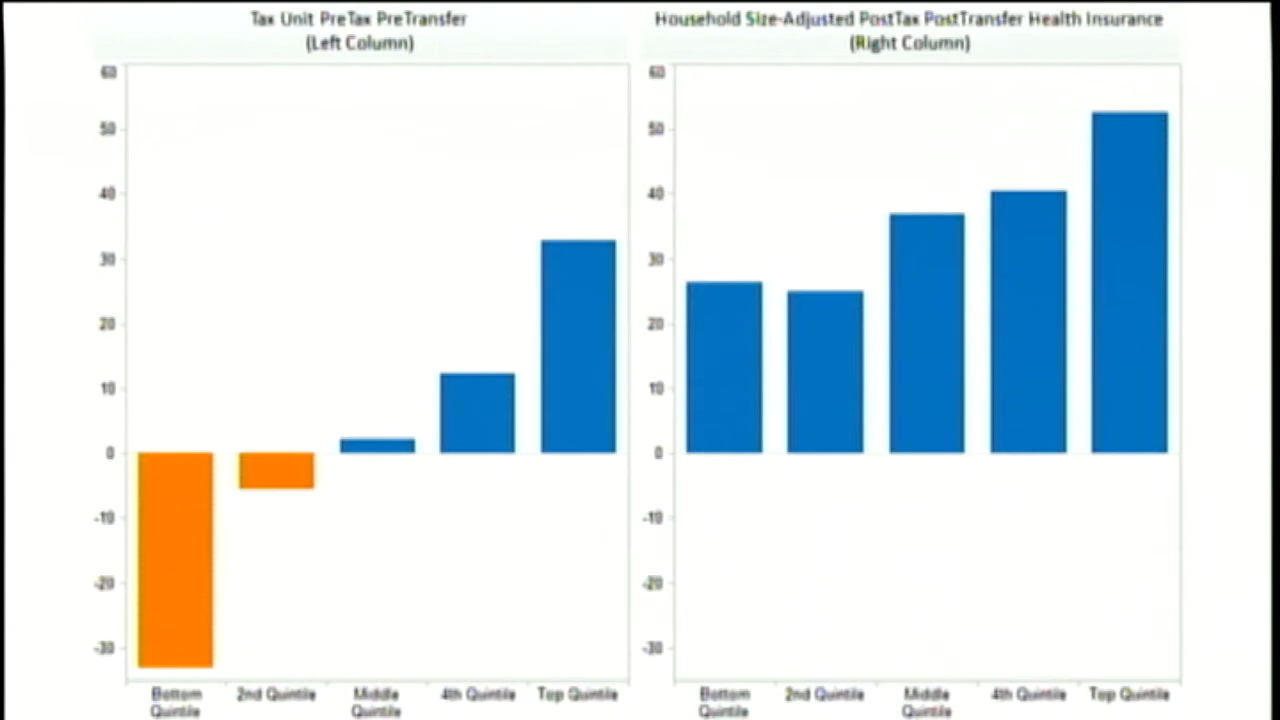 Tax Unit PreTax PreTransfer
(Left Column)
60
50
40
30
20
10
0
-10
-20
-30
Bottom Quintile
2nd Quintile
Middle Quintile
4th Quintile
Top Quintile
Household Size-Adjusted PostTax PostTransfer Health Insurance
(Right Column)
60
50
40
30
20
10
0
-10
-20
-30
Bottom Quintile
2nd Quintile
Middle Quintile
4th Quintile
Top Quintile